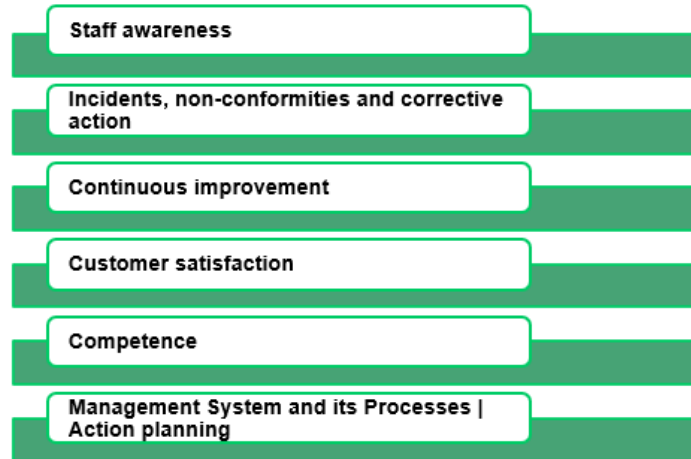 Staff awareness
Incidents, non-conformities and corrective
action
Continuous improvement
Customer satisfaction
Competence
Management System and its Processes |
Action planning